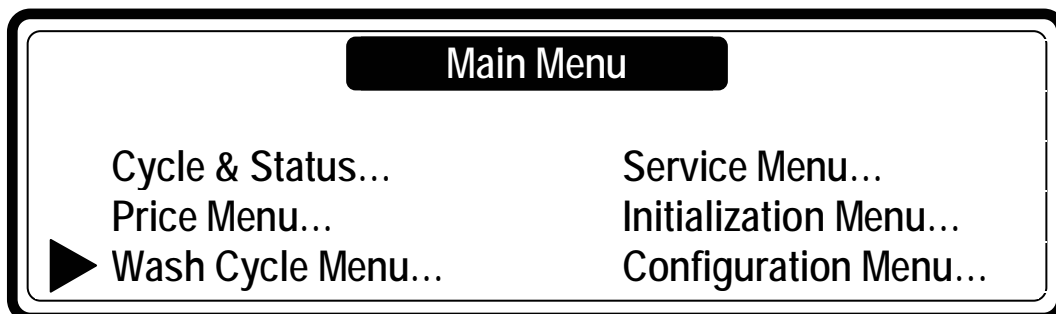 Main Menu
Cycle & Status...
Price Menu...
Wash Cycle Menu...
Service Menu...
Initialization Menu...
Configuration Menu...